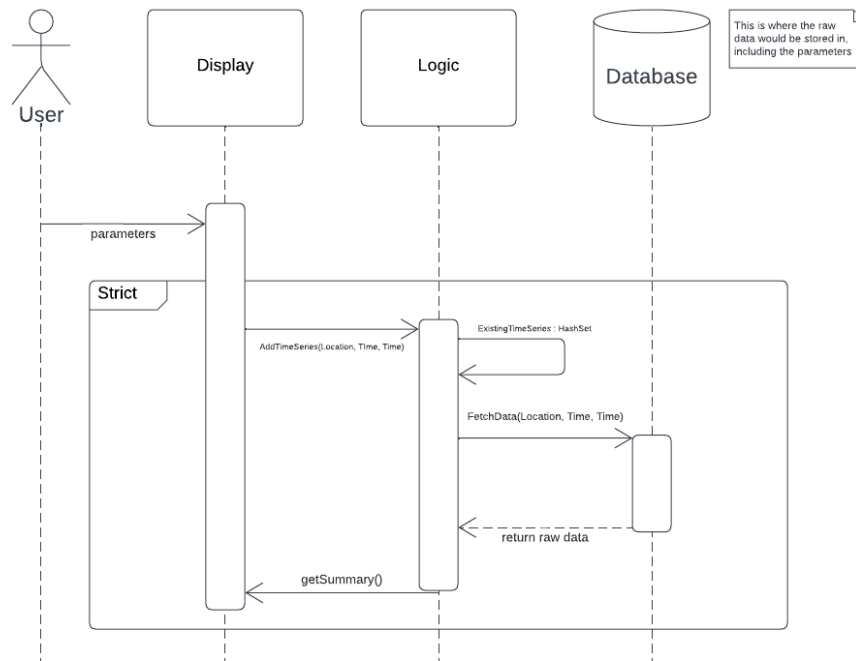 User
Display
Logic
Database
This is where the raw
data would be stored in,
including the parameters
parameters
Strict
AddTimeSeries(Location, TIme, Time)
ExistingTimeSeries : HashSet
FetchData(Location, Time, Time)
return raw data
getSummary()